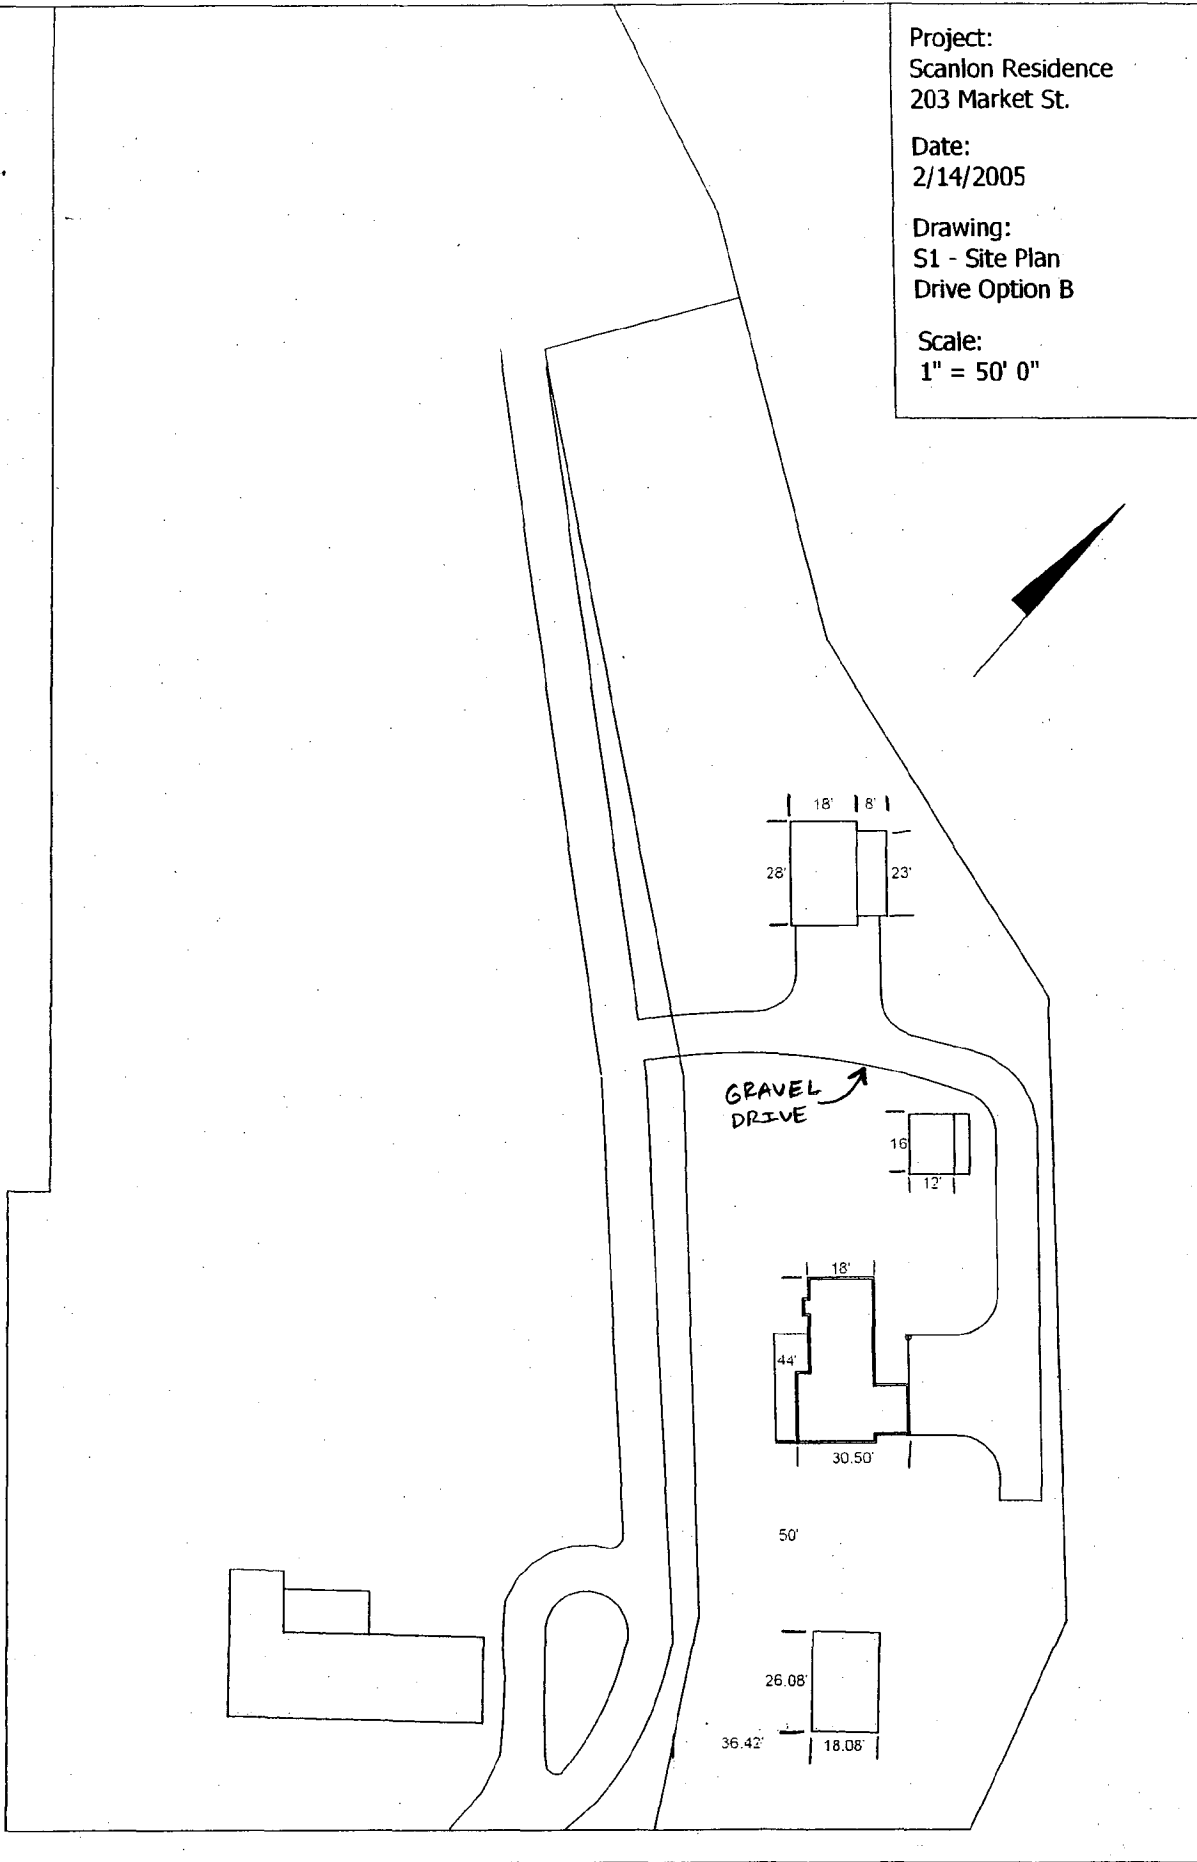 Project:
Scanlon Residence
203 Market St.
Date:
2/14/2005
Drawing:
S1 - Site Plan
Drive Option B
Scale:
1" = 50' 0"
18' 8'
28' 23'
GRAVEL
DRIVE
16
12'
18'
44'
30.50'
50'
26.08'
36.42' 18.08'